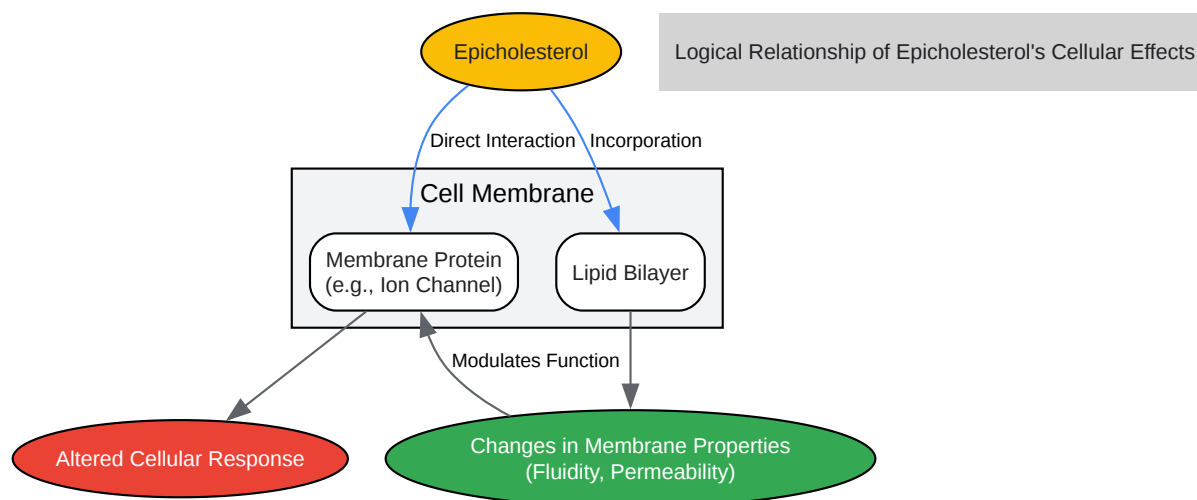 Epicholesterol
Logical Relationship of Epicholesterol's Cellular Effects
Direct Interaction
Incorporation
Cell Membrane
Membrane Protein
(e.g., Ion Channel)
Lipid Bilayer
Modulates Function
Altered Cellular Response
Changes in Membrane Properties
(Fluidity, Permeability)